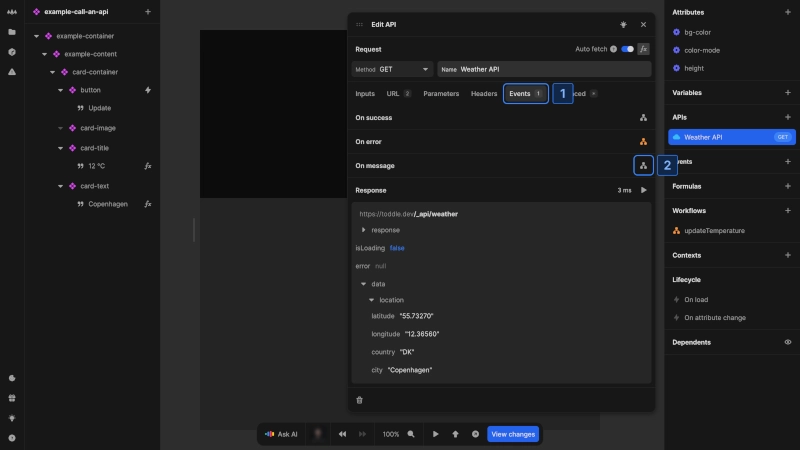 example-call-an-api
example-container
example-content
card-container
button
Update
card-image
card-title
12 °C
card-text
Copenhagen
Edit API
Request
Auto fetch
Method GET
Name Weather API
Inputs
URL 2
Parameters
Headers
Events 1
1
ced
On success
On error
On message
2
Response
3 ms
https://toddle.dev/_api/weather
response
isLoading false
error null
data
location
latitude "55.73270"
longitude "12.36560"
country "DK"
city "Copenhagen"
Ask AI
100%
View changes
Attributes
bg-color
color-mode
height
Variables
APIs
Weather API GET
ents
Formulas
Workflows
updateTemperature
Contexts
Lifecycle
On load
On attribute change
Dependents